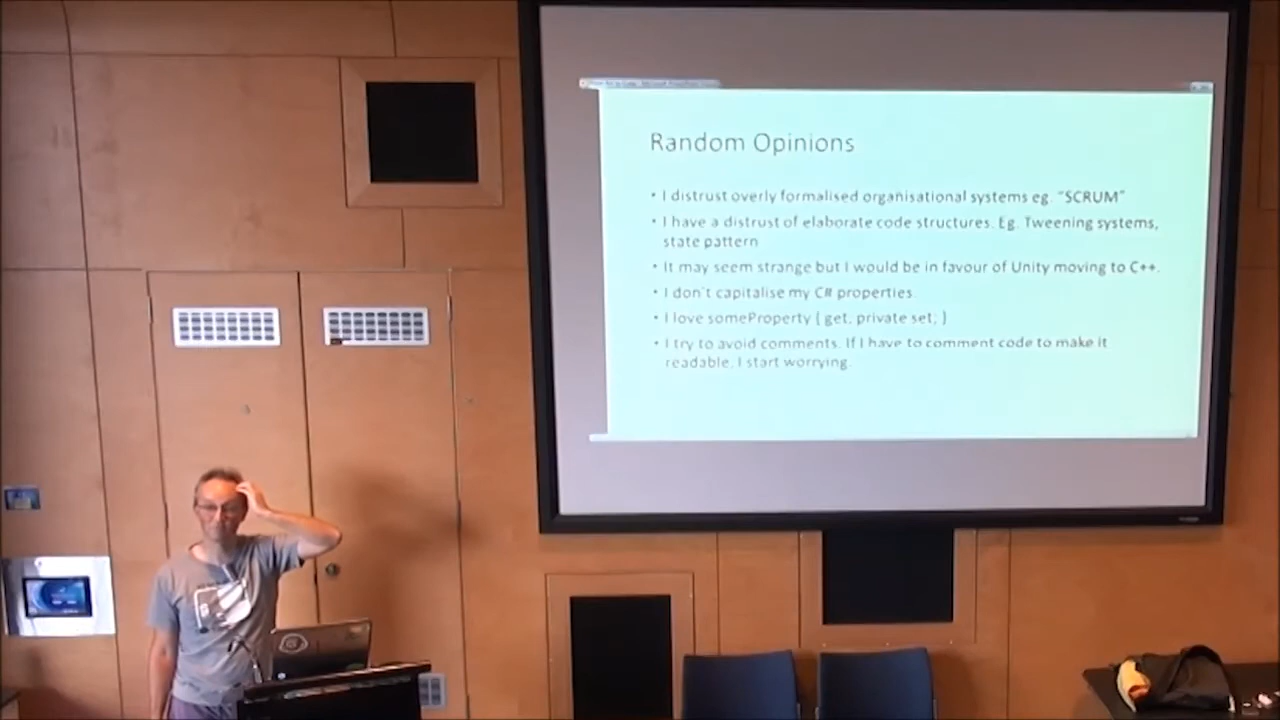 Random Opinions
• I distrust overly formalised organisational systems eg. "SCRUM"
• I have a distrust of elaborate code structures. Eg. Tweening systems,
state pattern
• It may seem strange but I would be in favour of Unity moving to C++.
• I don't capitalise my C# properties.
• I love someProperty { get; private set; }
• I try to avoid comments. If I have to comment code to make it
readable. I start worrying.